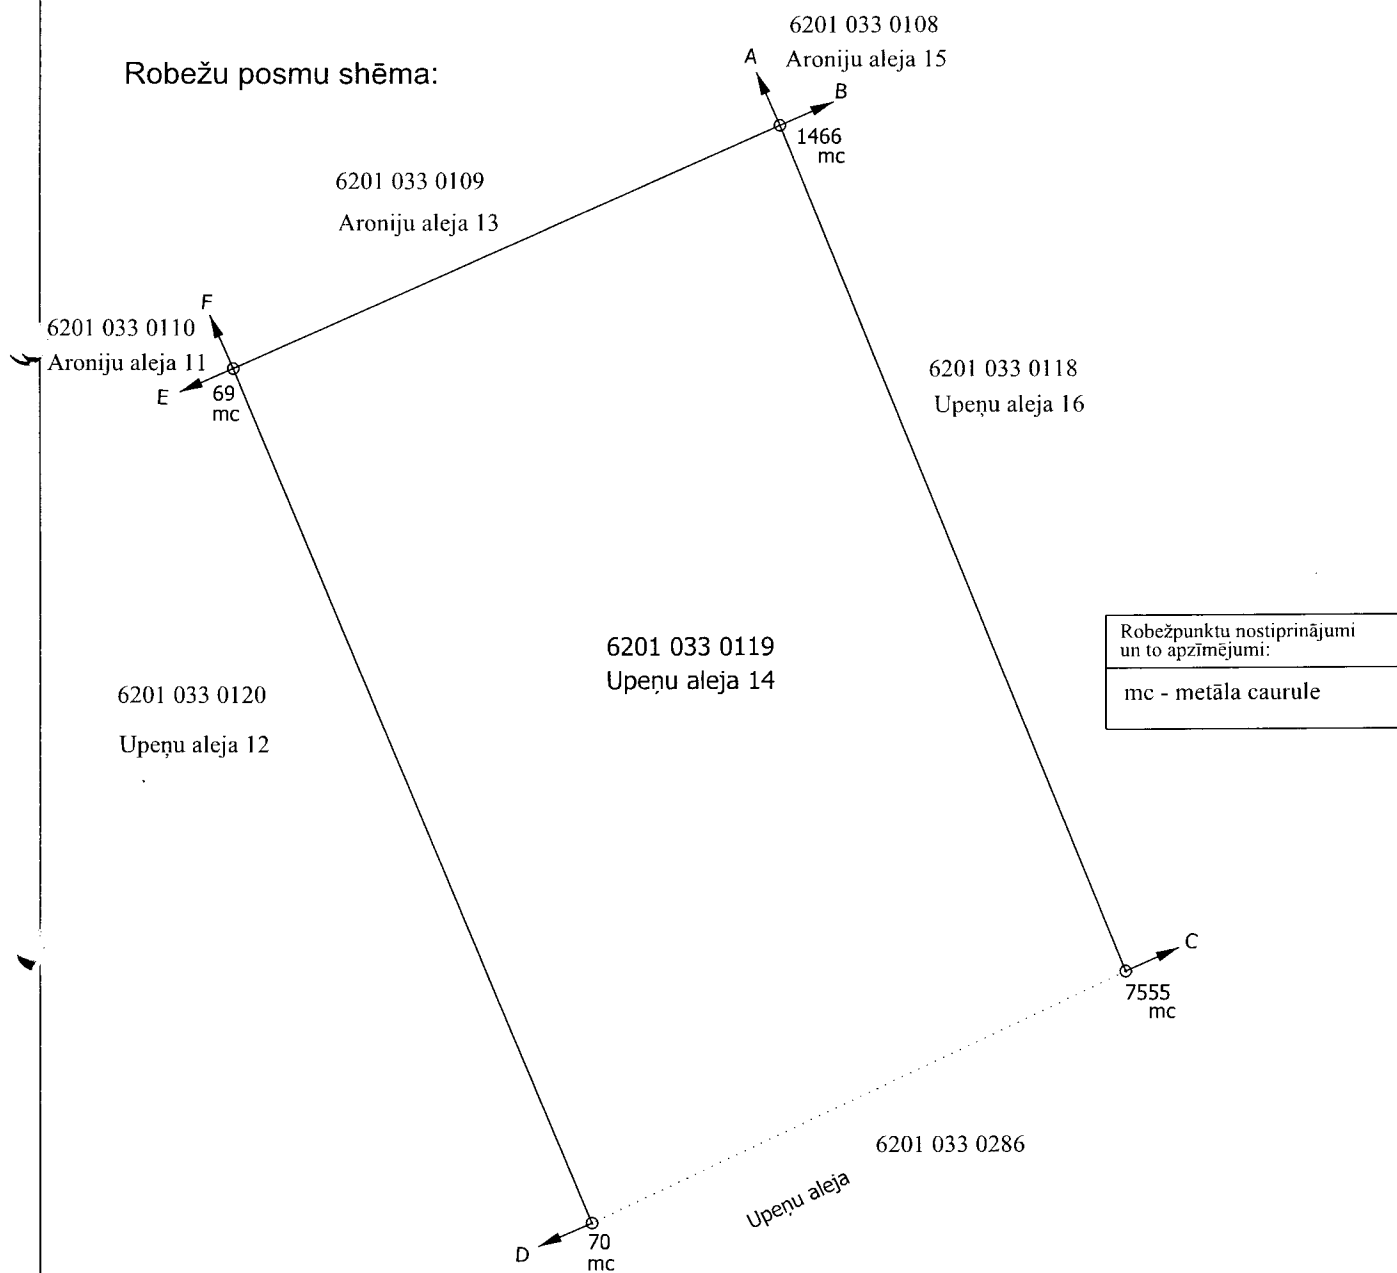 6201 033 0108
Aroniju aleja 15
Robežu posmu shēma:
A
B
1466
mc
6201 033 0109
Aroniju aleja 13
F
6201 033 0110
Aroniju aleja 11
E
69
mc
6201 033 0118
Upeņu aleja 16
6201 033 0119
Upeņu aleja 14
Robežpunktu nostiprinājumi
un to apzīmējumi:
mc - metāla caurule
6201 033 0120
Upeņu aleja 12
C
7555
mc
6201 033 0286
Upeņu aleja
D
70
mc